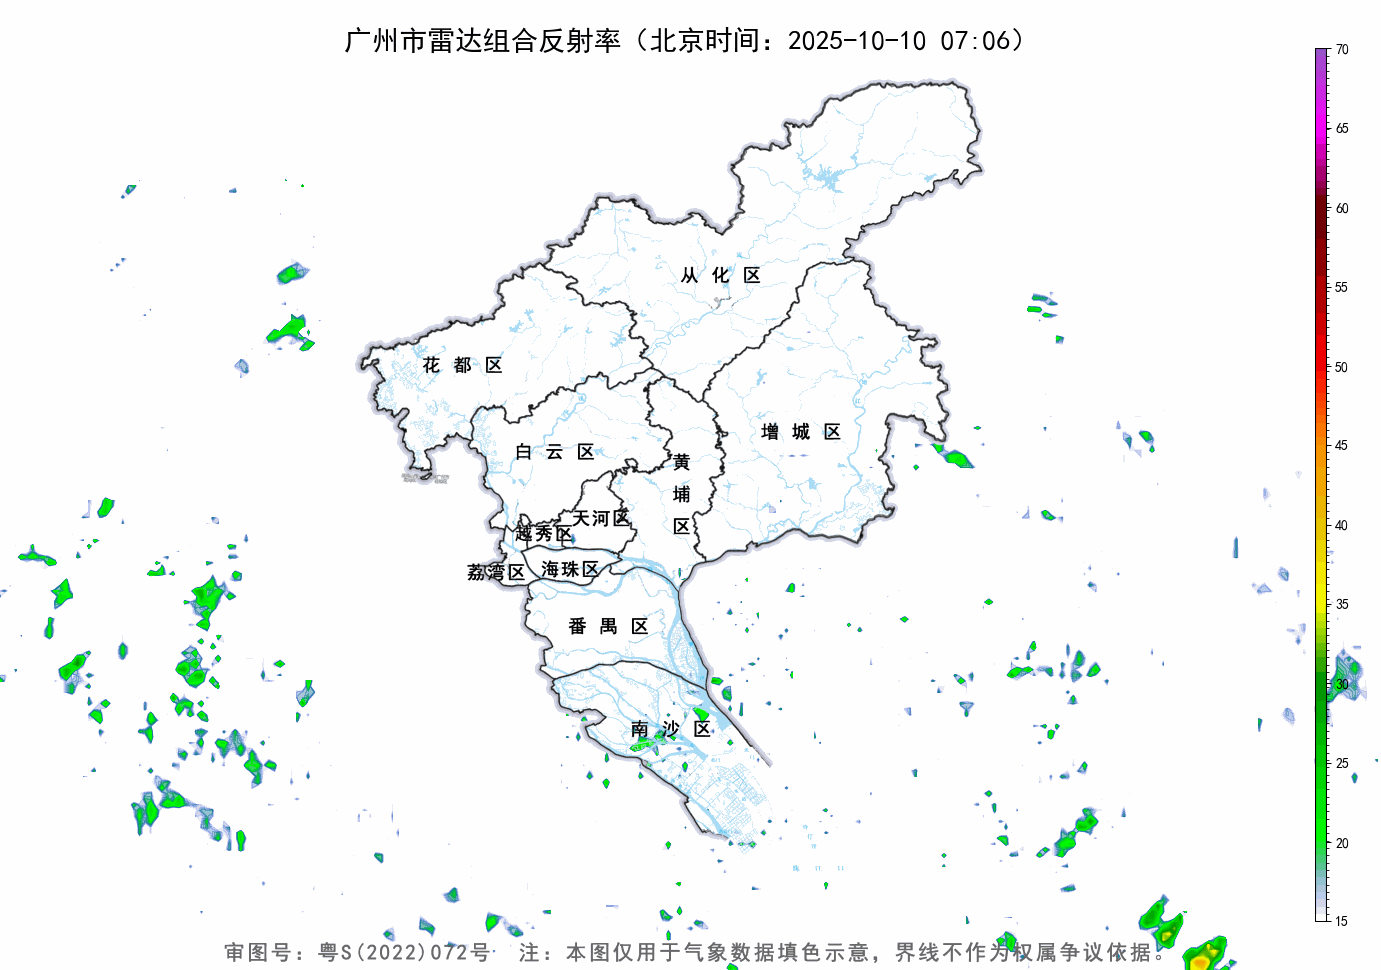 广州市雷达组合反射率（北京时间：2025-10-10 07:06）
70
65
60
55
50
45
40
35
30
25
20
15
从化区
花都区
增城区
白云区
黄埔区
天河区
越秀区
荔湾区
海珠区
番禺区
南沙区
审图号：粤S(2022)072号 注：本图仅用于气象数据填色示意，界线不作为权属争议依据。